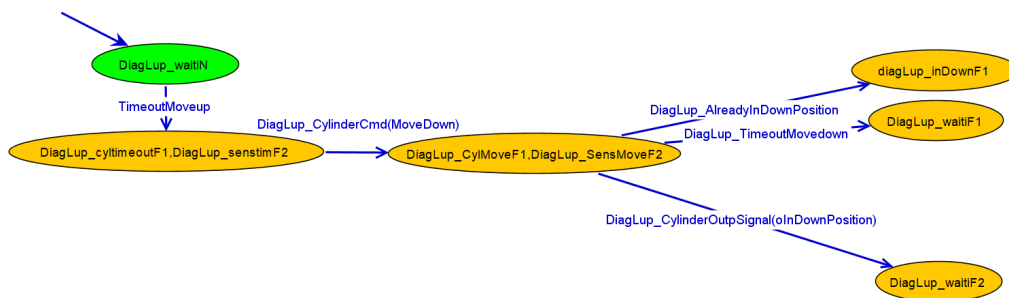 DiagLup_waitiN
diagLup_inDownF1
TimeoutMoveup
DiagLup_AlreadyInDownPosition
DiagLup_waitiF1
DiagLup_CylinderCmd(MoveDown)
DiagLup_TimeoutMovedown
DiagLup_cyltimeoutF1,DiagLup_senstimF2
DiagLup_CylMoveF1,DiagLup_SensMoveF2
DiagLup_CylinderOutpSignal(oInDownPosition)
DiagLup_waitiF2